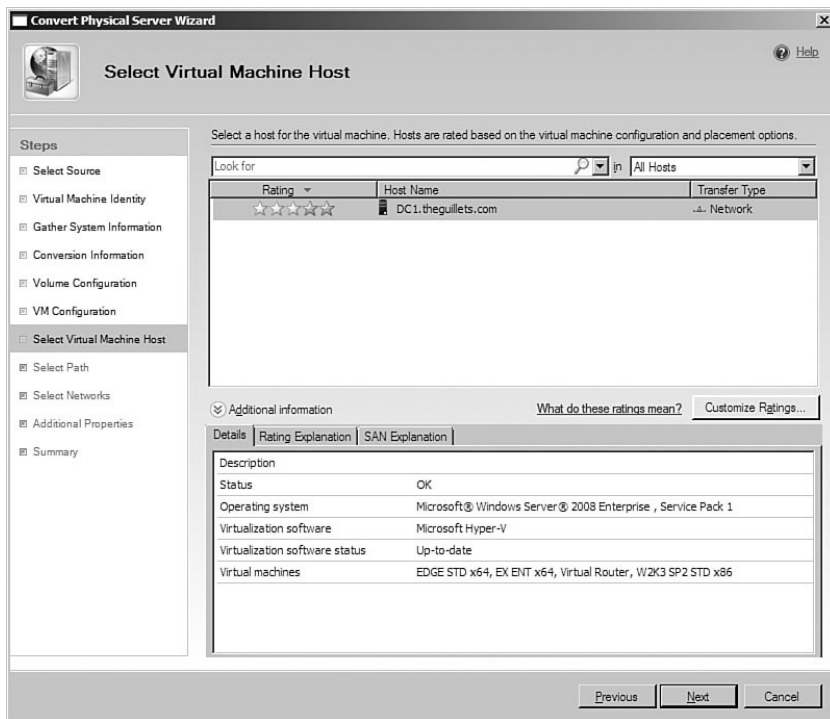 Convert Physical Server Wizard
Select Virtual Machine Host
Help
Steps
Select Source
Virtual Machine Identity
Gather System Information
Conversion Information
Volume Configuration
VM Configuration
Select Virtual Machine Host
Select Path
Select Networks
Additional Properties
Summary
Select a host for the virtual machine. Hosts are rated based on the virtual machine configuration and placement options.
Look for in All Hosts
Rating Host Name Transfer Type
DC1.theguillets.com Network
Additional information What do these ratings mean? Customize Ratings...
Details Rating Explanation SAN Explanation
Description
Status OK
Operating system Microsoft® Windows Server® 2008 Enterprise , Service Pack 1
Virtualization software Microsoft Hyper-V
Virtualization software status Up-to-date
Virtual machines EDGE STD x64, EX ENT x64, Virtual Router, W2K3 SP2 STD x86
Previous Next Cancel